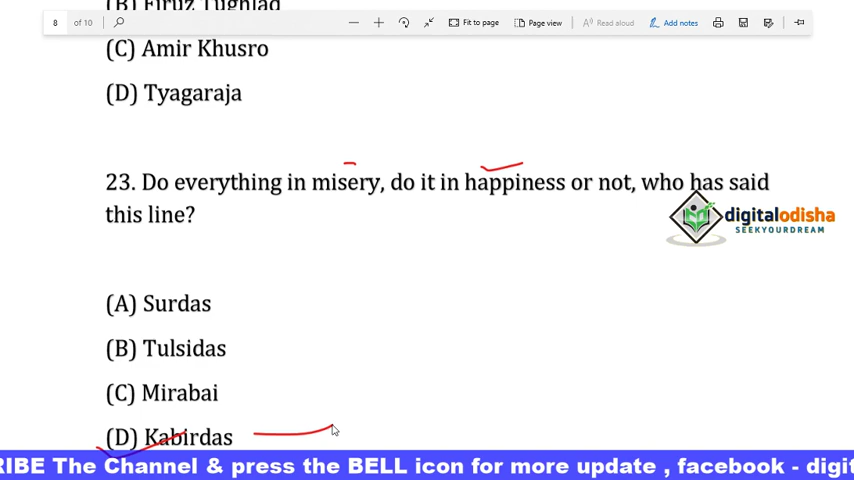 (B) Firuz Tughlad
8 of 10 Fit to page Page view Read aloud Add notes
(C) Amir Khusro
(D) Tyagaraja
23. Do everything in misery, do it in happiness or not, who has said
this line?
digitalodisha
SEEKYOURDREAM
(A) Surdas
(B) Tulsidas
(C) Mirabai
(D) Kabirdas
RIBE The Channel & press the BELL icon for more update , facebook - digit